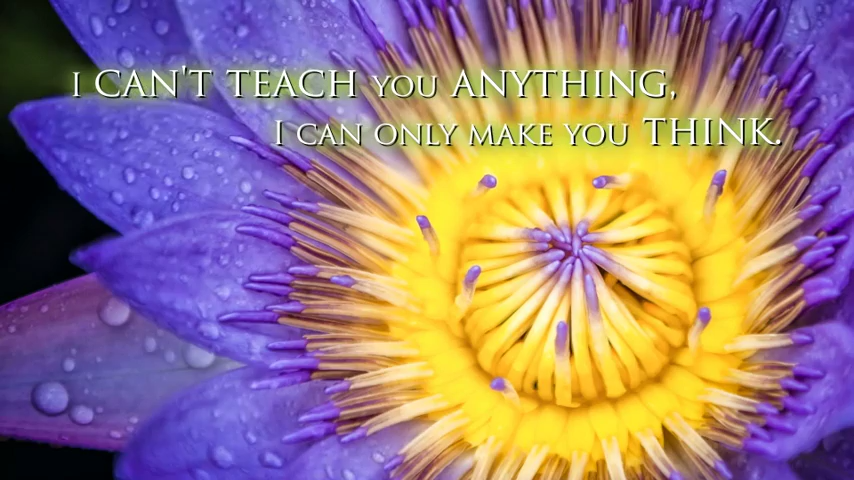 I CAN'T TEACH YOU ANYTHING,
I CAN ONLY MAKE YOU THINK.